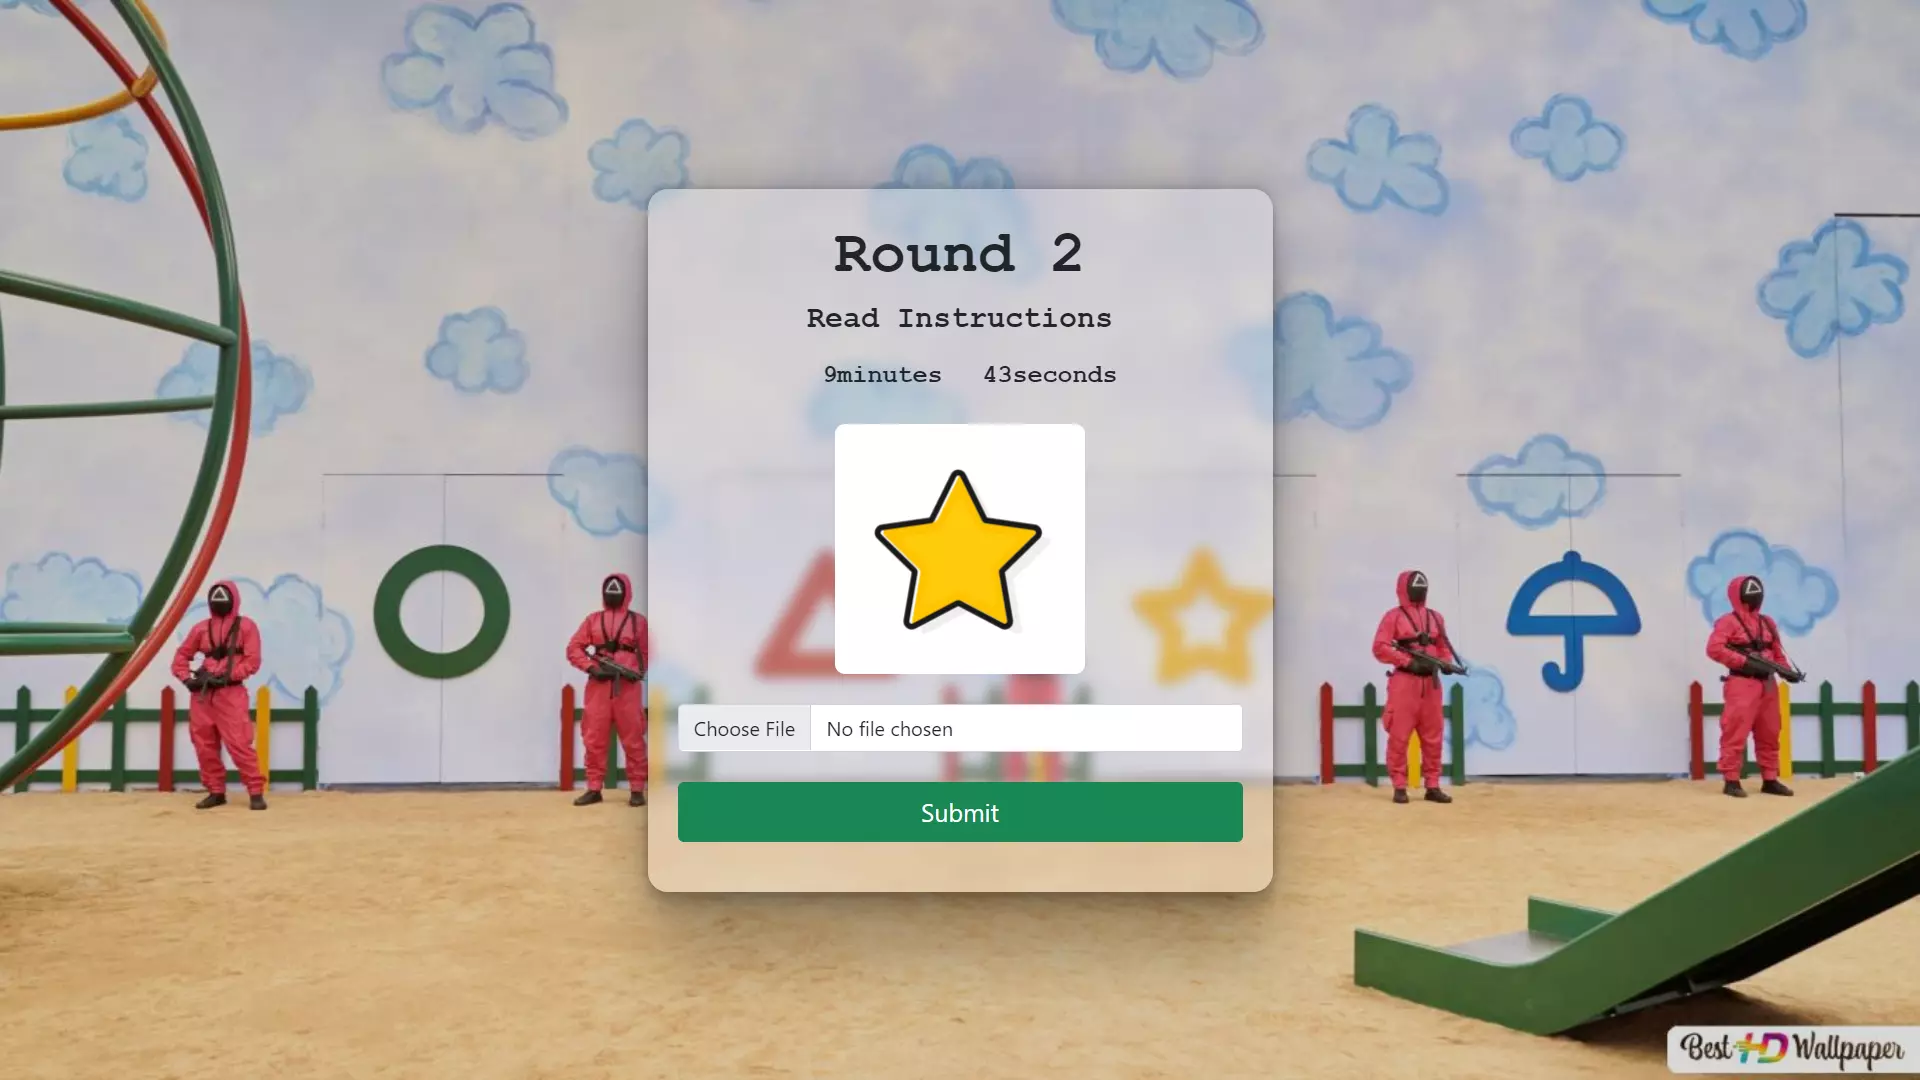 Round 2
Read Instructions
9minutes 43seconds
Choose File No file chosen
Submit
Best HD Wallpaper